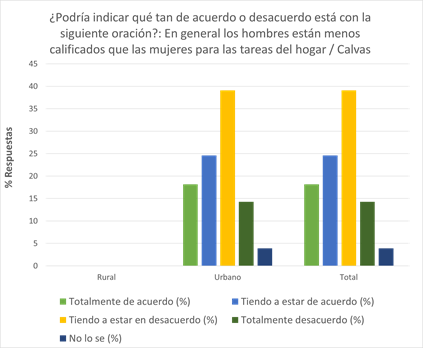 ¿Podría indicar qué tan de acuerdo o desacuerdo está con la
siguiente oración?: En general los hombres están menos
calificados que las mujeres para las tareas del hogar / Calvas
45
40
35
30
25
20
15
10
5
0
% Respuestas
Rural Urbano Total
Totalmente de acuerdo (%) Tiendo a estar de acuerdo (%)
Tiendo a estar en desacuerdo (%) Totalmente desacuerdo (%)
No lo se (%)